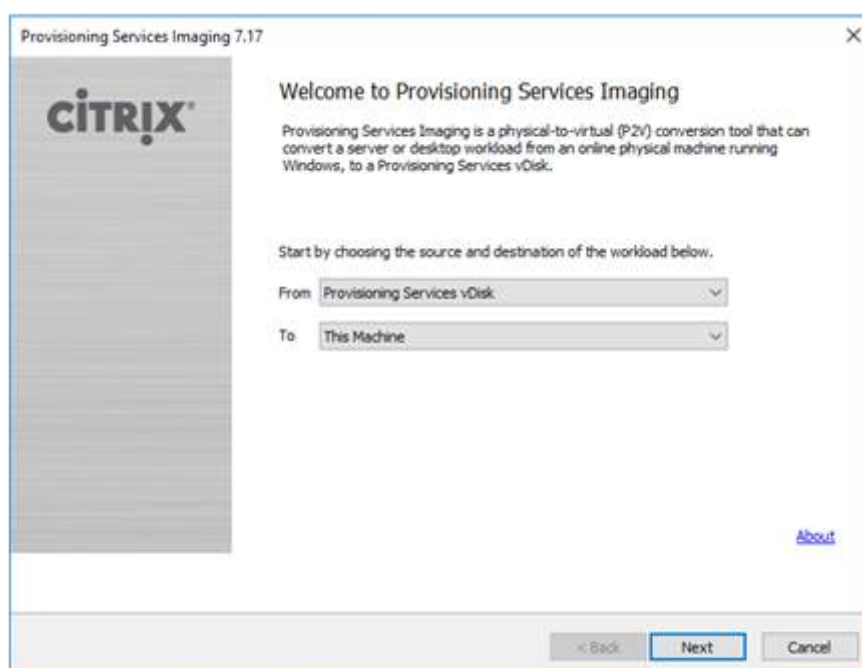 Provisioning Services Imaging 7.17
CİTRIX®
Welcome to Provisioning Services Imaging
Provisioning Services Imaging is a physical-to-virtual (P2V) conversion tool that can
convert a server or desktop workload from an online physical machine running
Windows, to a Provisioning Services vDisk.
Start by choosing the source and destination of the workload below.
From Provisioning Services vDisk
To This Machine
About
< Back Next Cancel